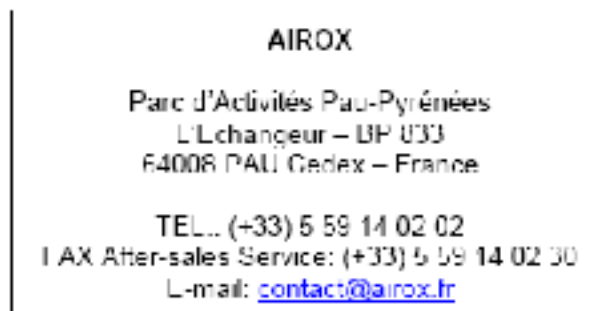 AIROX
Parc d'Activités Pau-Pyrénées
L'Echangeur – BP 833
64008 PAU Cedex – France
TEL.: (+33) 5 59 14 02 02
FAX After-sales Service: (+33) 5 59 14 02 30
E-mail: contact@airox.fr